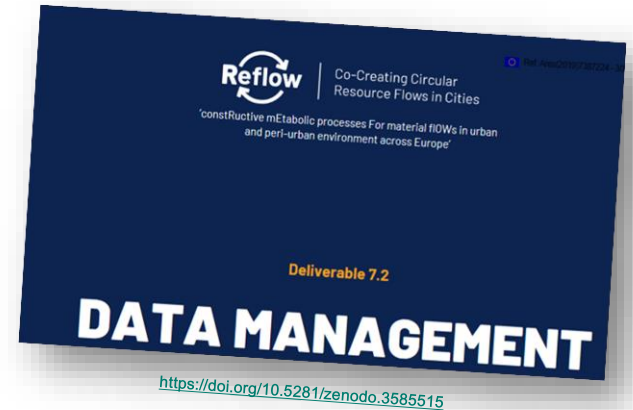 Reflow
Co-Creating Circular
Resource Flows in Cities
'constRuctive mEtabolic processes For material flOWs in urban
and peri-urban environment across Europe'
Deliverable 7.2
DATA MANAGEMENT
https://doi.org/10.5281/zenodo.3585515